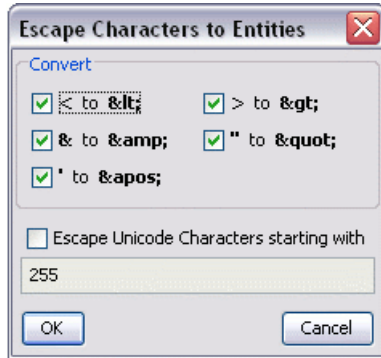 Escape Characters to Entities
Convert
< to &lt; > to &gt;
& to &amp; " to &quot;
' to &apos;
Escape Unicode Characters starting with
255
OK Cancel